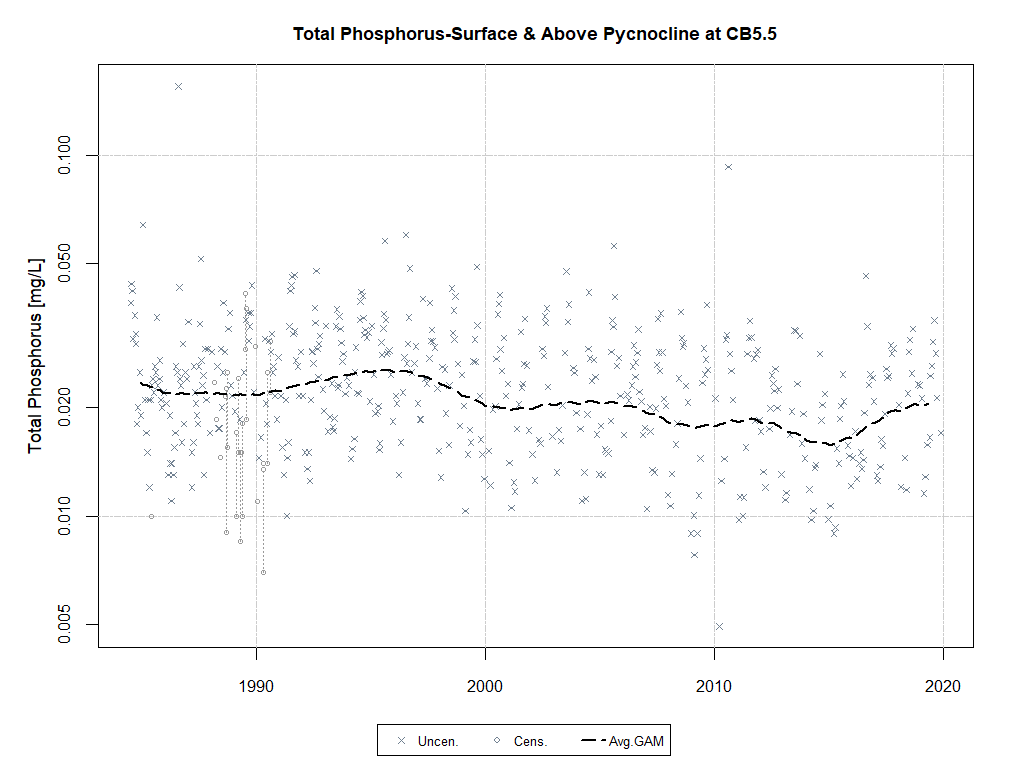 Total Phosphorus-Surface & Above Pycnocline at CB5.5
Total Phosphorus [mg/L]
0.100
0.050
0.020
0.010
0.005
1990 2000 2010 2020
Uncen. Cens. Avg.GAM